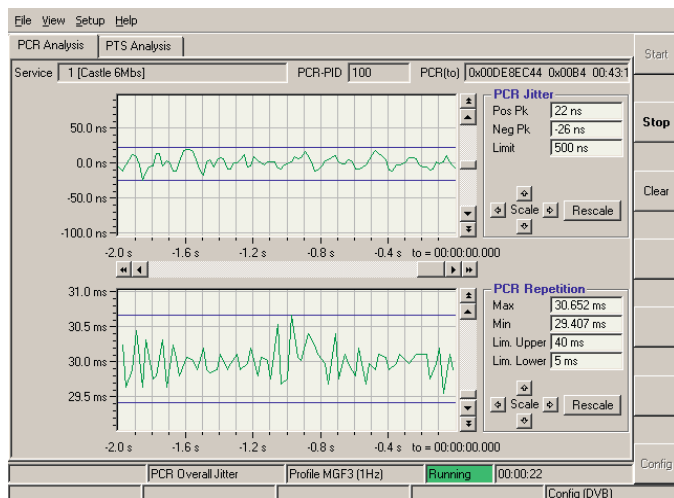 File View Setup Help
PCR Analysis PTS Analysis
Start
Service 1 [Castle 6Mbs] PCR-PID 100 PCR(to) 0x00DE8EC44 0x00B4 00:43:1
PCR Jitter
Pos Pk 22 ns
Neg Pk -26 ns
Limit 500 ns
Stop
50.0 ns
0.0 ns
-50.0 ns
-100.0 ns
Clear
Scale Rescale
-2.0 s -1.6 s -1.2 s -0.8 s -0.4 s to = 00:00:00.000
31.0 ms
30.5 ms
30.0 ms
29.5 ms
PCR Repetition
Max 30.652 ms
Min 29.407 ms
Lim. Upper 40 ms
Lim. Lower 5 ms
Scale Rescale
-2.0 s -1.6 s -1.2 s -0.8 s -0.4 s to = 00:00:00.000
Config
PCR Overall Jitter Profile MGF3 (1Hz) Running 00:00:22
Config (DVB)